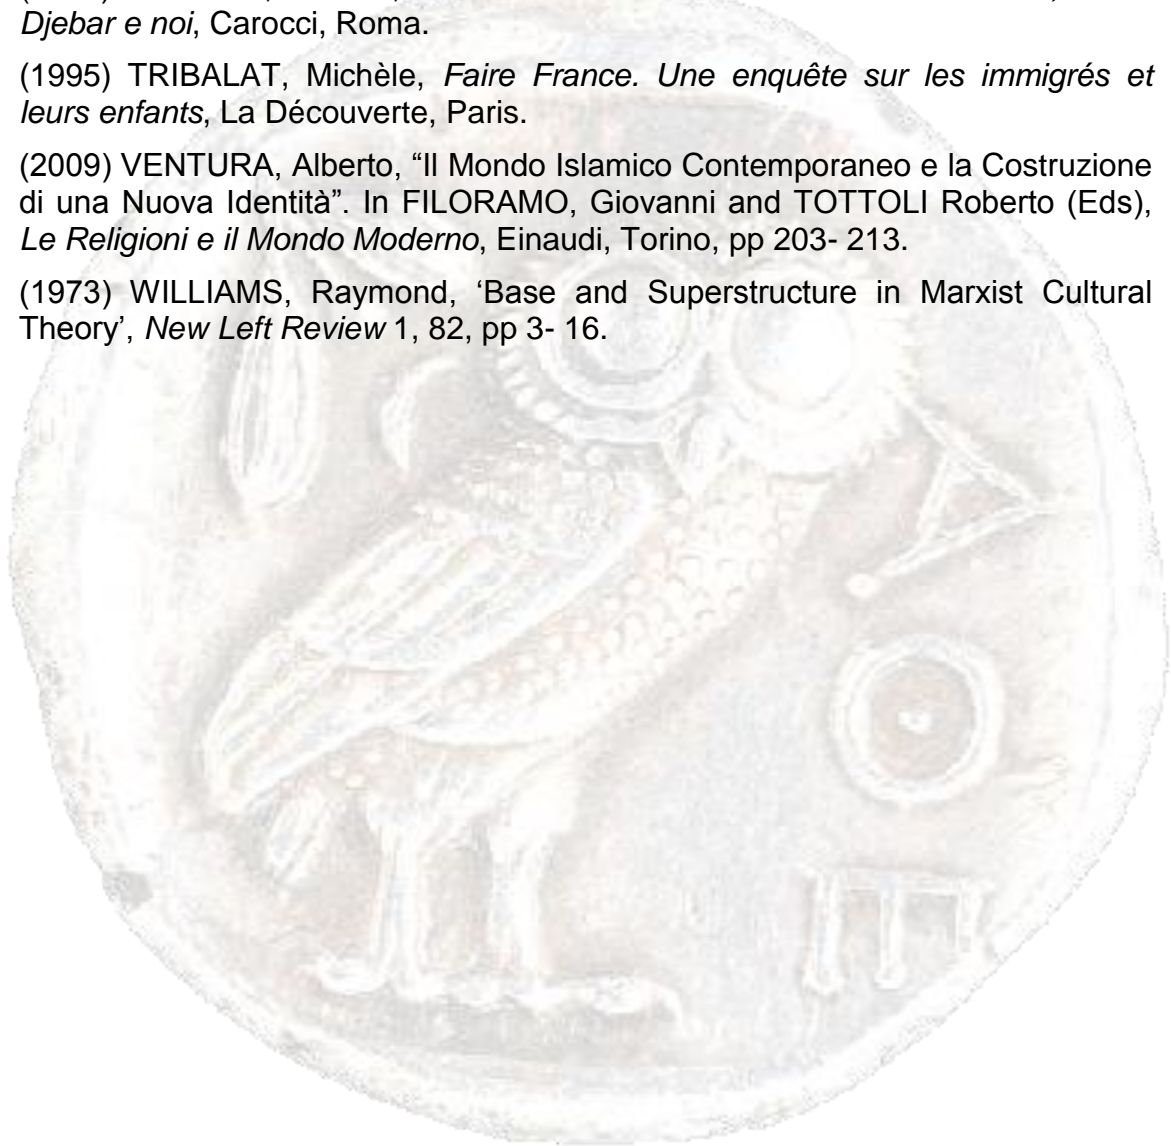 Djebar e noi, Carocci, Roma.
(1995) TRIBALAT, Michèle, Faire France. Une enquête sur les immigrés et
leurs enfants, La Découverte, Paris.
(2009) VENTURA, Alberto, “Il Mondo Islamico Contemporaneo e la Costruzione
di una Nuova Identità”. In FILORAMO, Giovanni and TOTTOLI Roberto (Eds),
Le Religioni e il Mondo Moderno, Einaudi, Torino, pp 203- 213.
(1973) WILLIAMS, Raymond, ‘Base and Superstructure in Marxist Cultural
Theory’, New Left Review 1, 82, pp 3- 16.